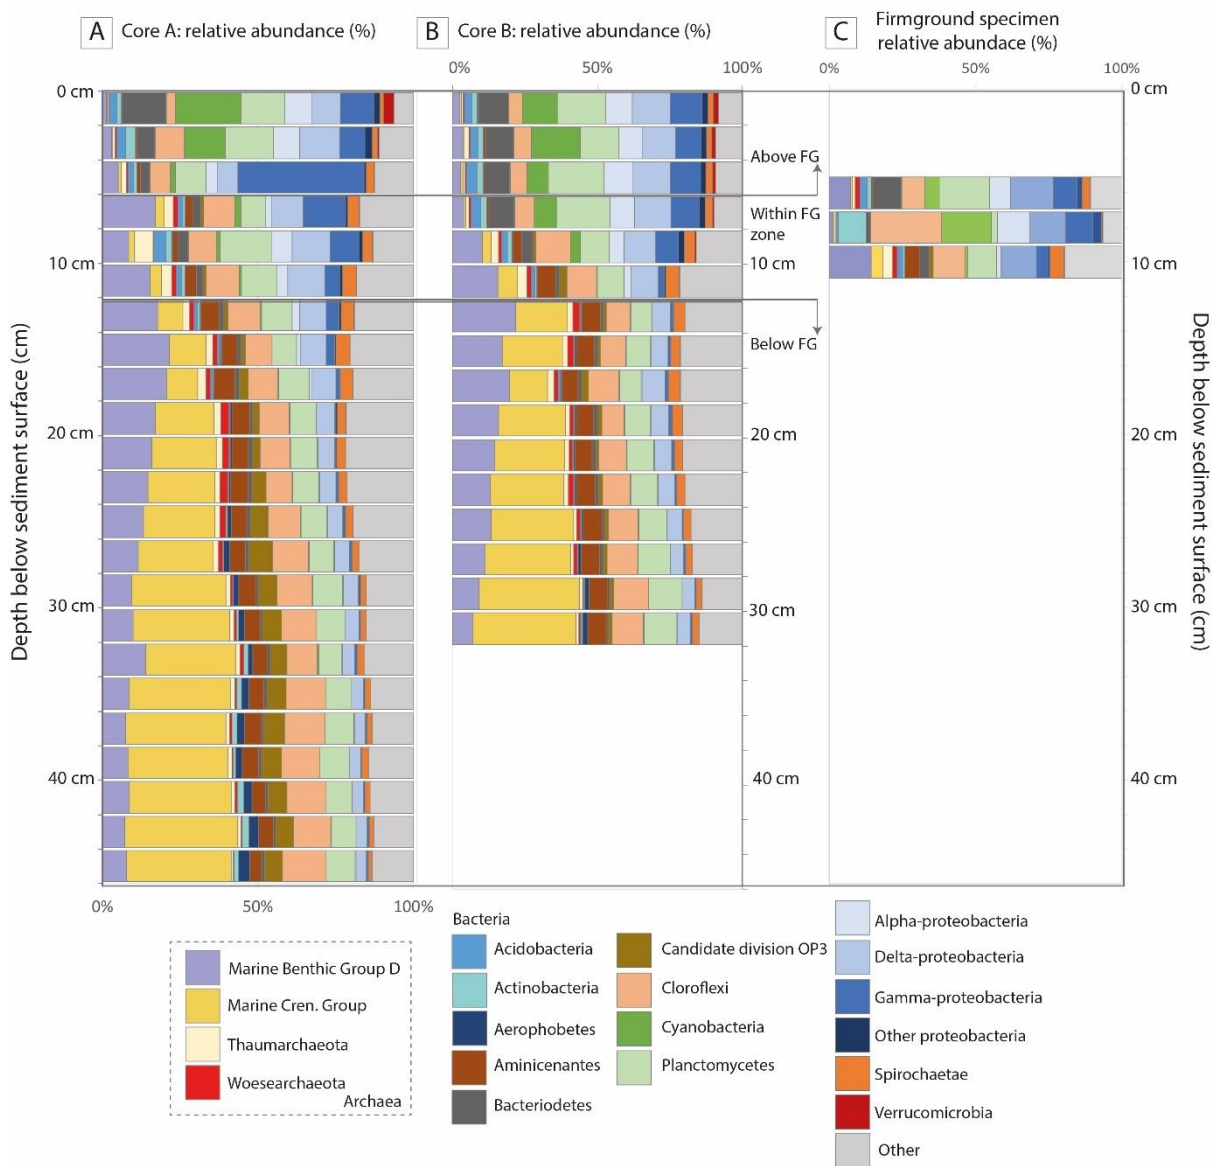 A Core A: relative abundance (%)
B Core B: relative abundance (%)
C Firmground specimen
relative abundace (%)
0% 50% 100%
0% 50% 100%
0 cm
10 cm
20 cm
30 cm
40 cm
Depth below sediment surface (cm)
0% 50% 100%
Above FG
Within FG
zone
10 cm
Below FG
20 cm
30 cm
40 cm
0 cm
10 cm
20 cm
30 cm
40 cm
Depth below sediment surface (cm)
Marine Benthic Group D
Marine Cren. Group
Thaumarchaeota
Woesearchaeota
Archaea
Bacteria
Acidobacteria
Actinobacteria
Aerophobetes
Aminicenantes
Bacteriodetes
Candidate division OP3
Cloroflexi
Cyanobacteria
Planctomycetes
Alpha-proteobacteria
Delta-proteobacteria
Gamma-proteobacteria
Other proteobacteria
Spirochaetae
Verrucomicrobia
Other